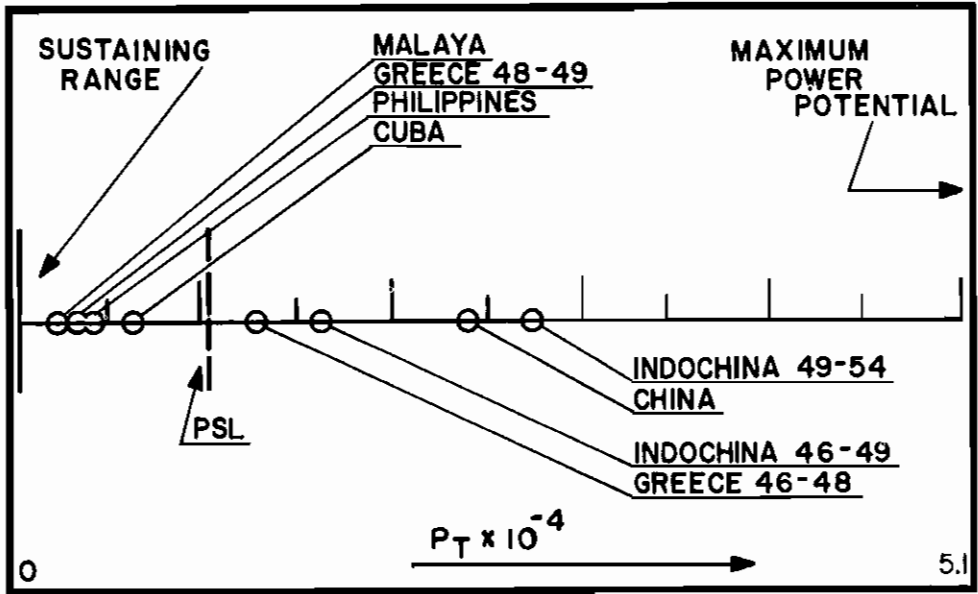 SUSTAINING
RANGE
MALAYA
GREECE 48-49
PHILIPPINES
CUBA
MAXIMUM
POWER
POTENTIAL
PSL
INDOCHINA 49-54
CHINA
INDOCHINA 46-49
GREECE 46-48
P_T x 10^-4
0
5.1